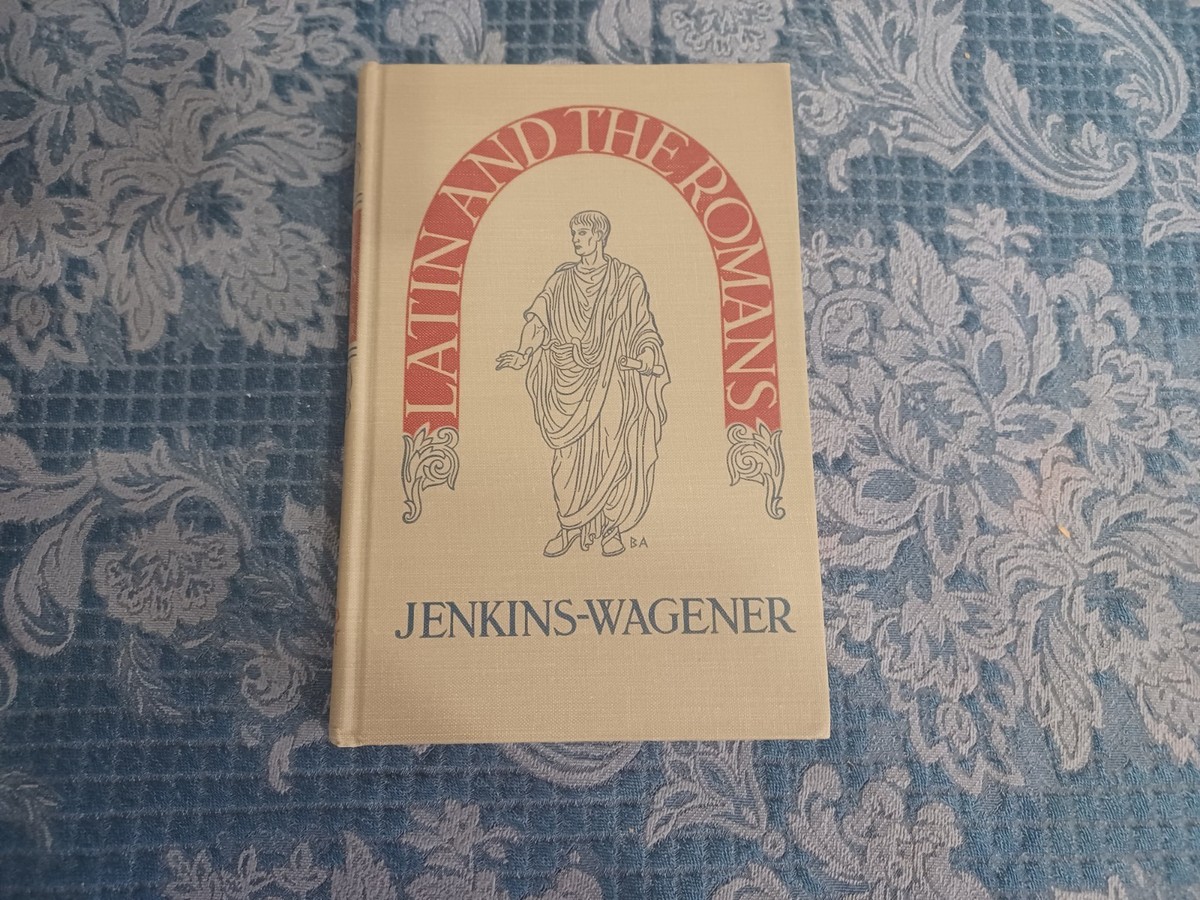 LATIN AND THE ROMANS
BA
JENKINS-WAGENER